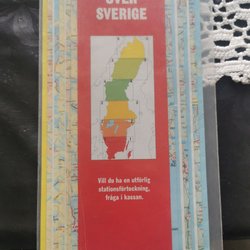 ÖVER
SVERIGE
Vill du ha en utförlig
stationsförteckning,
fråga i kassan.